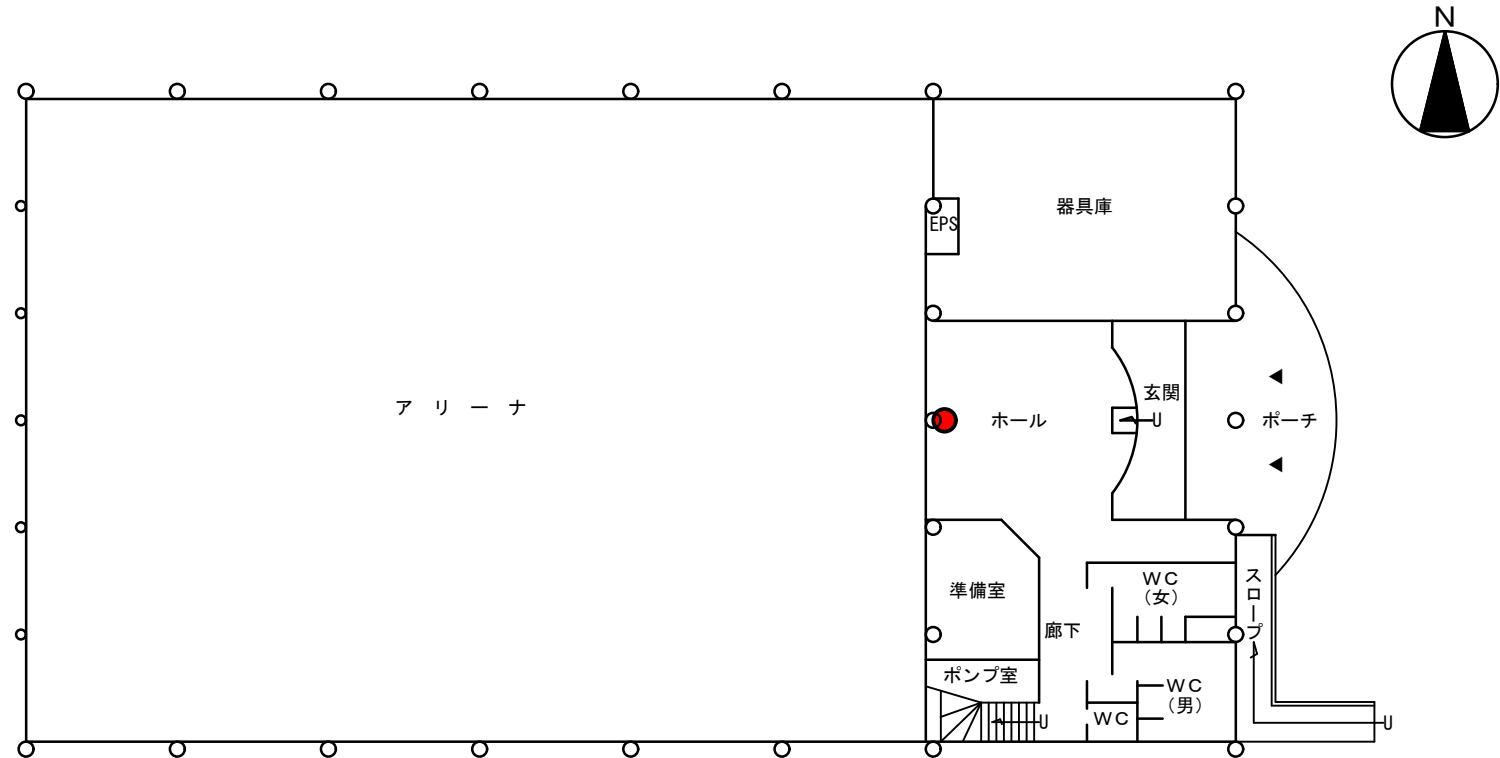 N
器具庫
EPS
玄関
ア リ ー ナ
ホール
U
ポーチ
準備室
WC
(女)
スロープ
廊下
ポンプ室
WC
(男)
WC
U
U